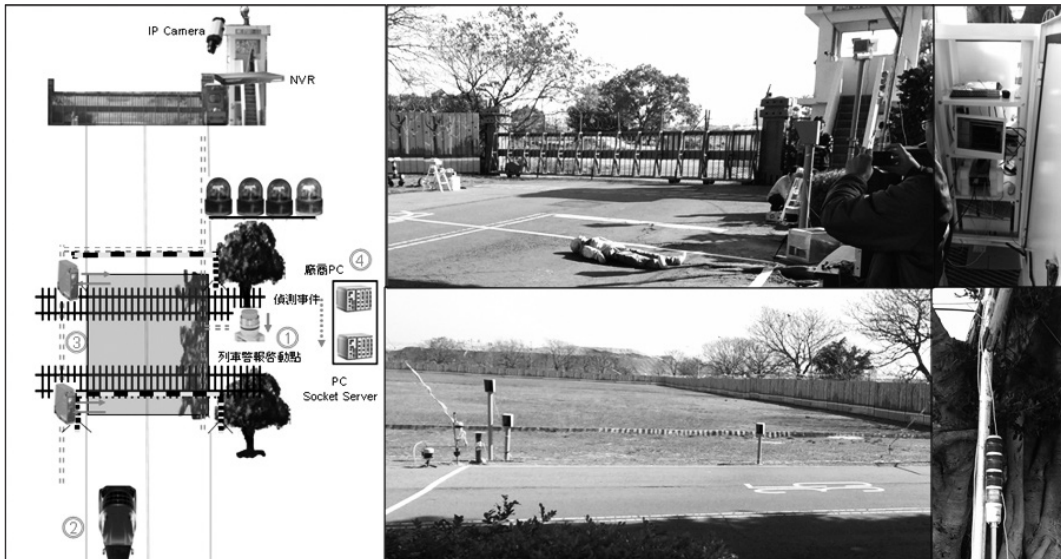 IP Camera
NVR
④
廠商PC
偵測事件
①
③
列車警報啓動點
PC
Socket Server
②